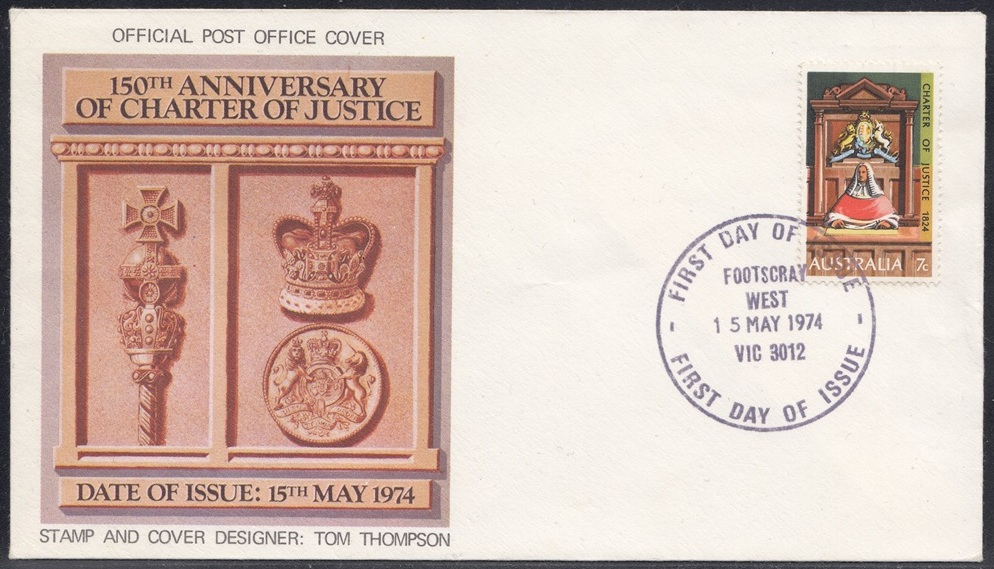 OFFICIAL POST OFFICE COVER
150TH ANNIVERSARY
OF CHARTER OF JUSTICE
DATE OF ISSUE: 15TH MAY 1974
STAMP AND COVER DESIGNER: TOM THOMPSON
CHARTER OF JUSTICE 1824
AUSTRALIA 7c
FIRST DAY OF ISSUE
FOOTSCRAY
WEST
15 MAY 1974
VIC 3012
FIRST DAY OF ISSUE